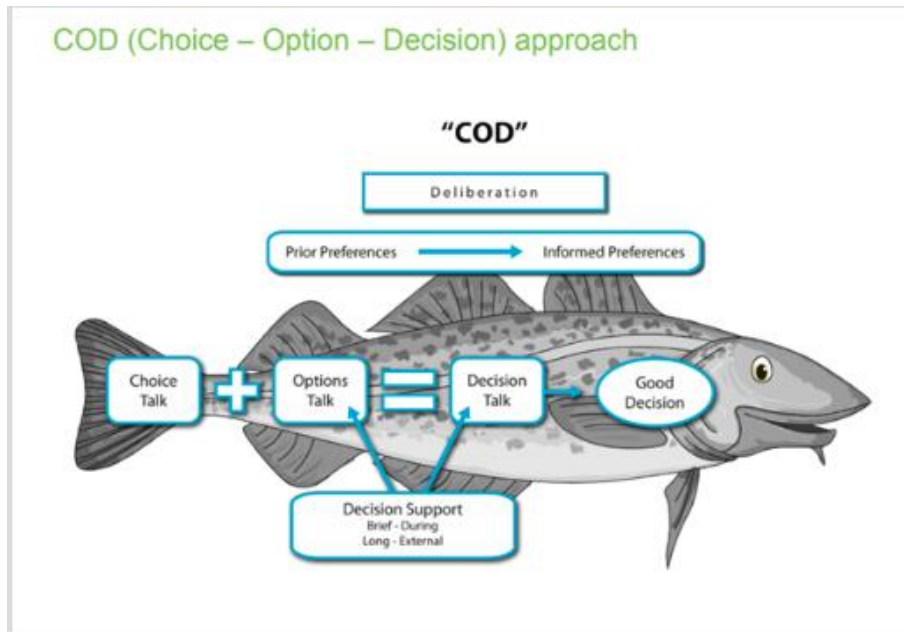 COD (Choice – Option – Decision) approach
“COD”
Deliberation
Prior Preferences
Informed Preferences
Choice
Talk
Options
Talk
Decision
Talk
Good
Decision
Decision Support
Brief - During
Long - External